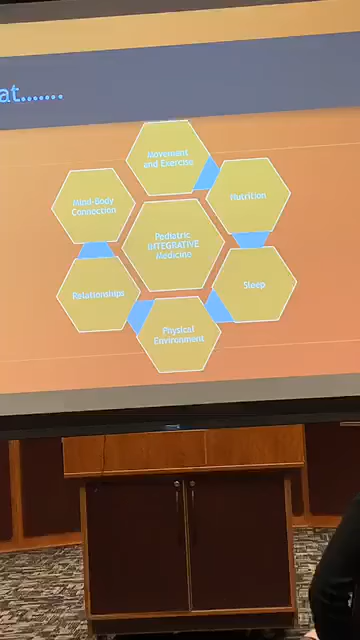 at.......
Movement
and Exercise
Mind-Body
Connection
Nutrition
Pediatric
INTEGRATIVE
Medicine
Relationships
Sleep
Physical
Environment